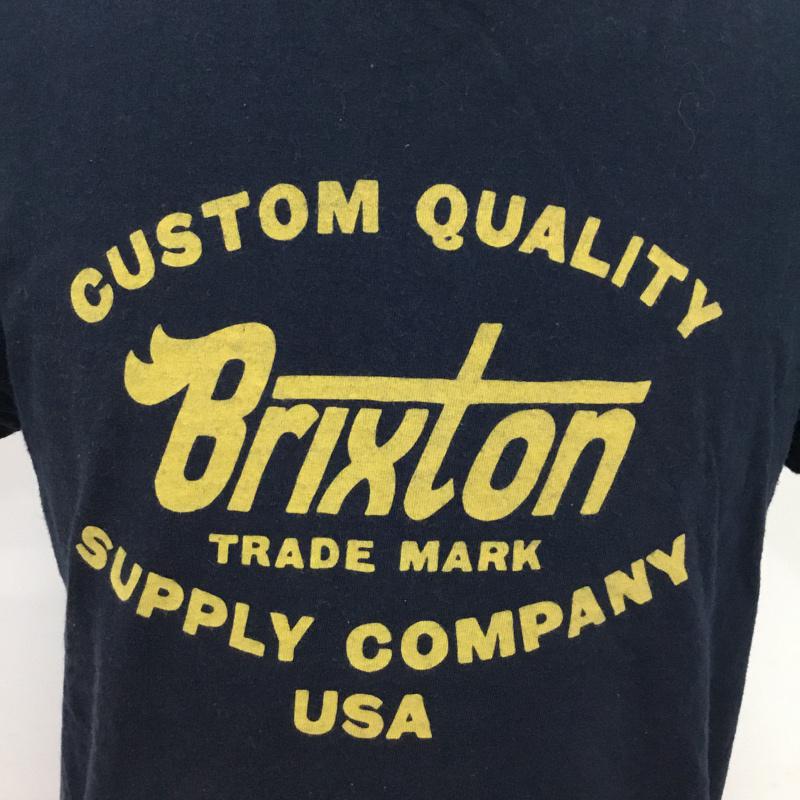 CUSTOM QUALITY
Brixton
TRADE MARK
SUPPLY COMPANY
USA